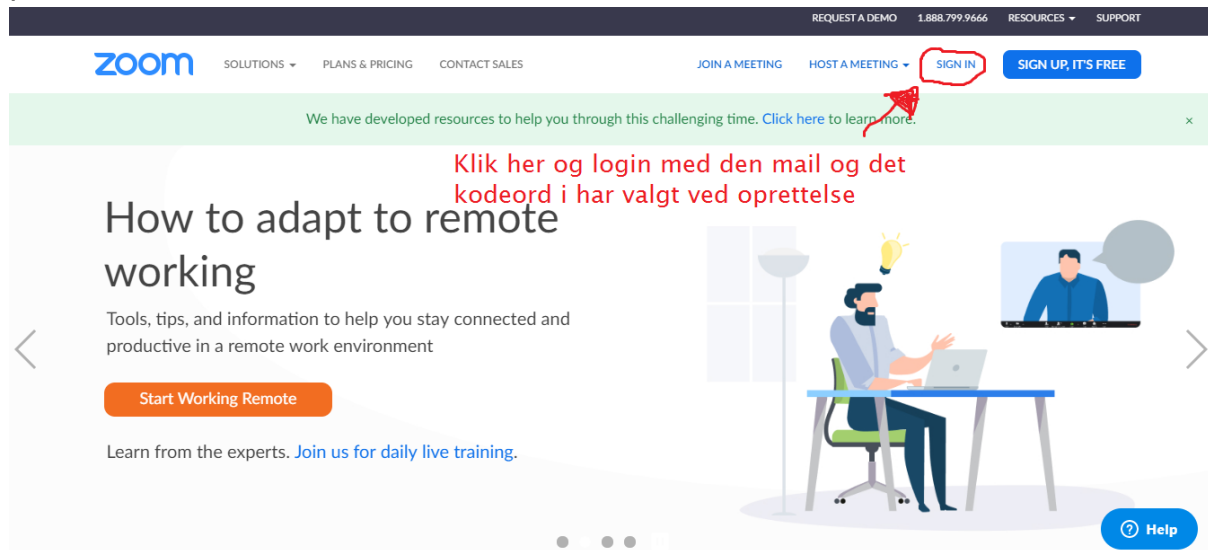 REQUEST A DEMO 1.888.799.9666 RESOURCES SUPPORT
zoom SOLUTIONS PLANS & PRICING CONTACT SALES JOIN A MEETING HOST A MEETING SIGN IN SIGN UP, IT'S FREE
We have developed resources to help you through this challenging time. Click here to learn more. ×
Klik her og login med den mail og det
kodeord i har valgt ved oprettelse
How to adapt to remote
working
Tools, tips, and information to help you stay connected and
productive in a remote work environment
Start Working Remote
Learn from the experts. Join us for daily live training.
? Help